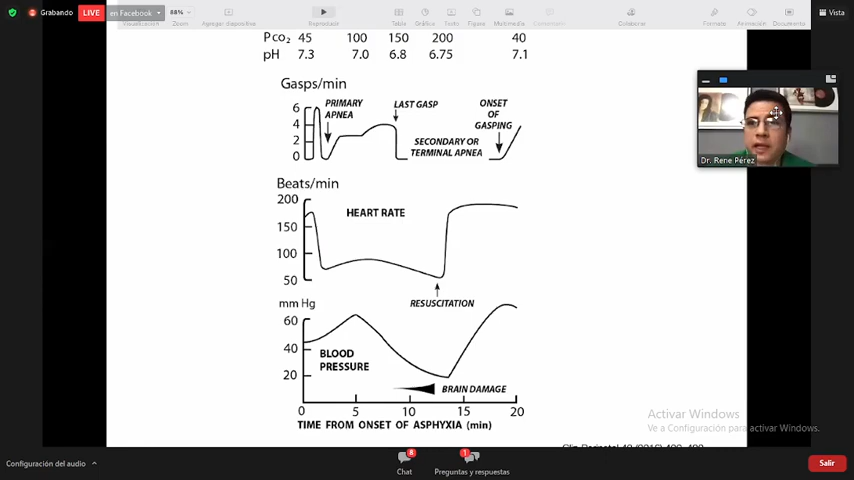 Grabando
LIVE
en Facebook
Vista
Visualización
88%
Zoom
Agregar diapositiva
Reproducir
Tabla
Gráfico
Texto
Figura
Multimedia
Comentario
Colaborar
Formato
Animación
Documento
Pco2 45 100 150 200 40
pH 7.3 7.0 6.8 6.75 7.1
Gasps/min
6
4
2
0
PRIMARY
APNEA
LAST GASP
ONSET
OF
GASPING
SECONDARY OR
TERMINAL APNEA
Dr. Rene Pérez
Beats/min
200
150
100
50
HEART RATE
RESUSCITATION
mm Hg
60
40
20
BLOOD
PRESSURE
BRAIN DAMAGE
0 5 10 15 20
TIME FROM ONSET OF ASPHYXIA (min)
Activar Windows
Ve a Configuración para activar Windows.
Configuración del audio
8
Chat
1
Preguntas y respuestas
Salir